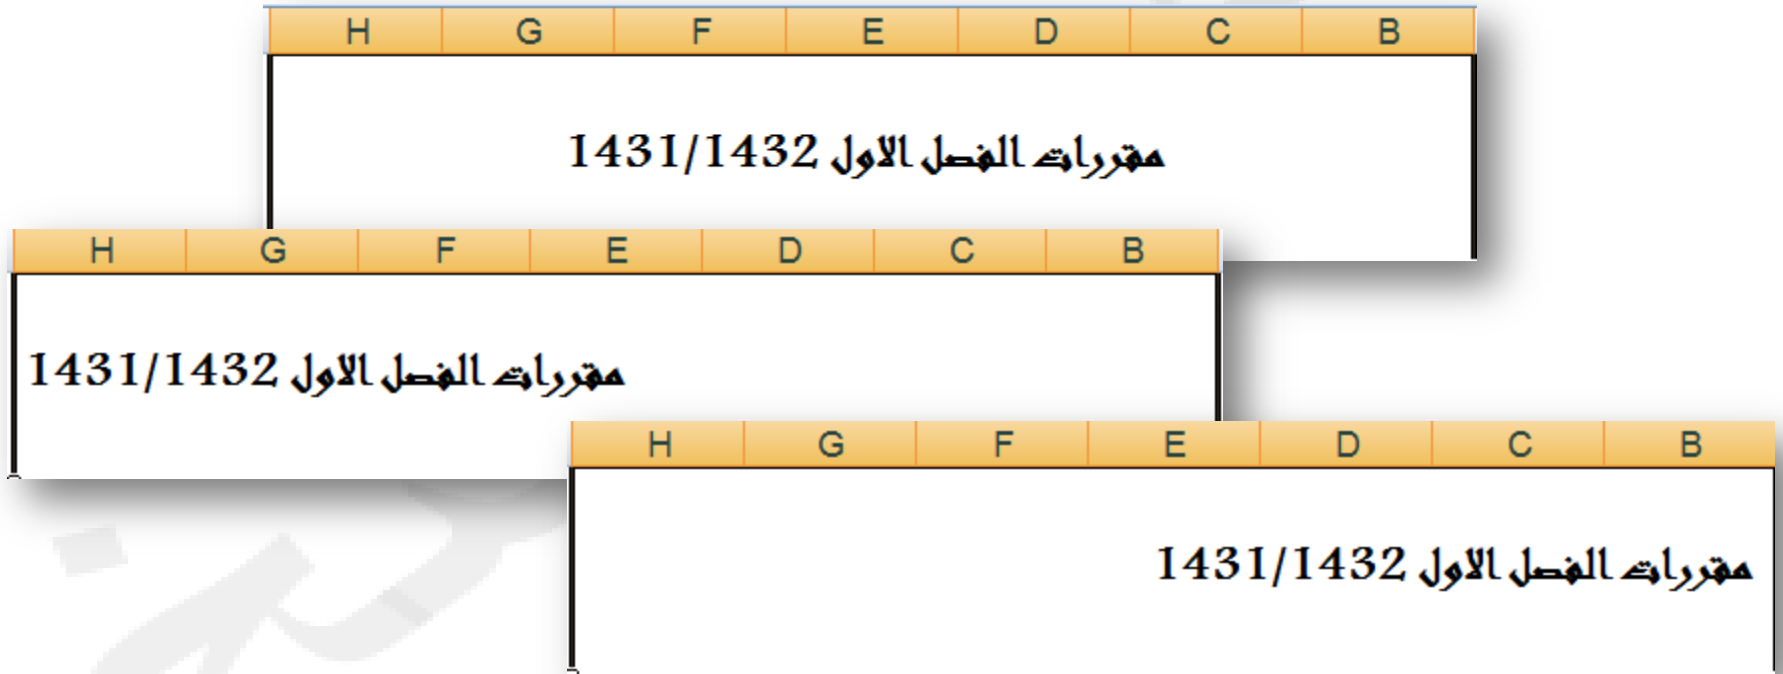 H G F E D C B
مقررات الفصل الاول 1431/1432
H G F E D C B
مقررات الفصل الاول 1431/1432
H G F E D C B
مقررات الفصل الاول 1431/1432